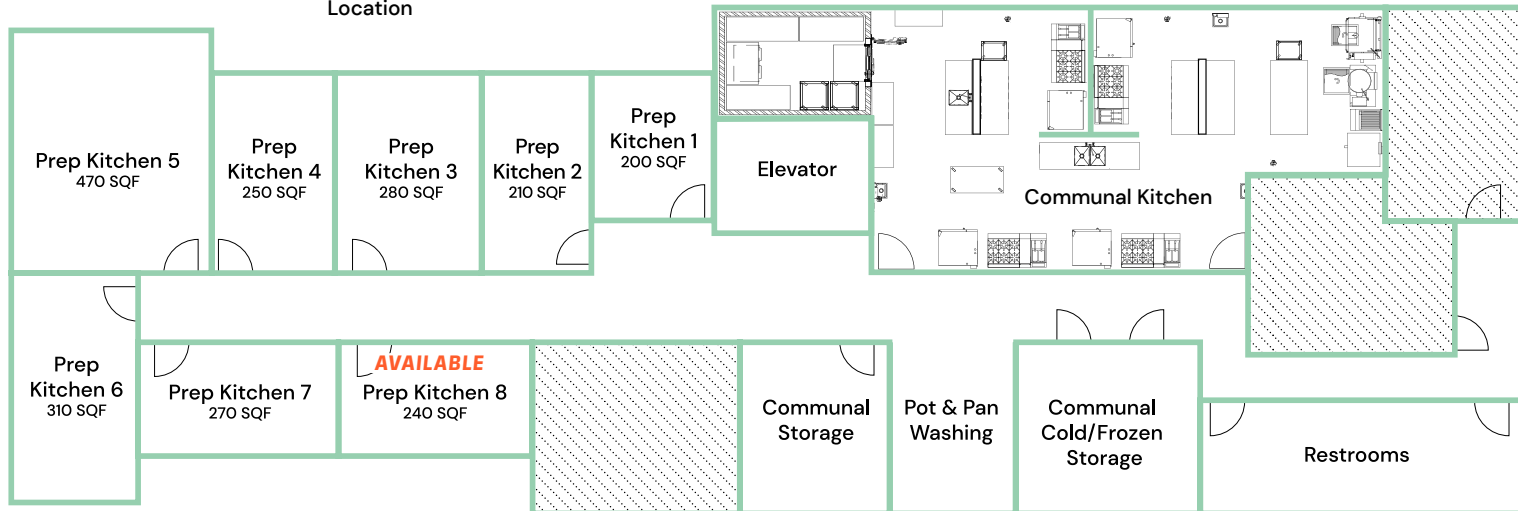 Location
Prep Kitchen 5
470 SQF
Prep
Kitchen 4
250 SQF
Prep
Kitchen 3
280 SQF
Prep
Kitchen 2
210 SQF
Prep
Kitchen 1
200 SQF
Elevator
Communal Kitchen
Prep
Kitchen 6
310 SQF
Prep Kitchen 7
270 SQF
AVAILABLE
Prep Kitchen 8
240 SQF
Communal
Storage
Pot & Pan
Washing
Communal
Cold/Frozen
Storage
Restrooms